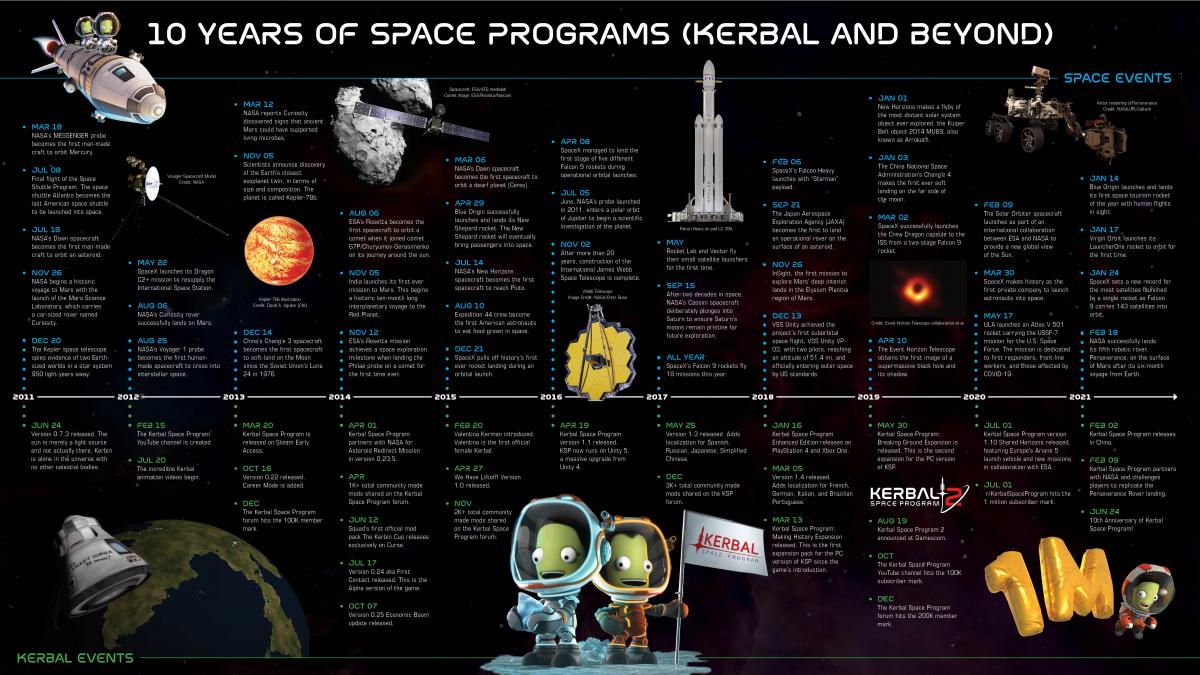 10 YEARS OF SPACE PROGRAMS (KERBAL AND BEYOND)
SPACE EVENTS
MAR 18
NASA's MESSENGER probe
becomes the first man-made
craft to orbit Mercury.
JUL 08
Final flight of the Space
Shuttle Program. The space
shuttle Atlantis becomes the
last American space shuttle
to be launched into space.
JUL 16
NASA's Dawn spacecraft
becomes the first man-made
craft to orbit an asteroid.
NOV 26
NASA begins a historic
voyage to Mars with the
launch of the Mars Science
Laboratory, which carries
a car-sized rover named
Curiosity.
DEC 20
The Kepler space telescope
spies evidence of two Earth-
sized worlds in a star system
950 light-years away.
Voyager Spacecraft Model
Credit: NASA
MAY 22
SpaceX launches its Dragon
C2+ mission to resupply the
International Space Station.
AUG 06
NASA's Curiosity rover
successfully lands on Mars.
AUG 25
NASA's Voyager 1 probe
becomes the first human-
made spacecraft to cross into
interstellar space.
MAR 12
NASA reports Curiosity
discovered signs that ancient
Mars could have supported
living microbes.
NOV 05
Scientists announce discovery
of the Earth's closest
exoplanet twin, in terms of
size and composition. The
planet is called Kepler-78b.
Kepler-78b Illustration
Credit: David A. Aguilar (CfA)
DEC 14
China's Chang'a 3 spacecraft
becomes the first spacecraft
to soft-land on the Moon
since the Soviet Union's Luna
24 in 1976.
Spacecraft: ESA/ATG medialab
Comet image: ESA/Rosetta/Navcam
AUG 06
ESA's Rosetta becomes the
first spacecraft to orbit a
comet when it joined comet
67P/Churyumov-Gerasimenko
on its journey around the sun.
NOV 05
India launches its first ever
mission to Mars. This begins
a historic ten-month long
interplanetary voyage to the
Red Planet.
NOV 12
ESA's Rosetta mission
achieves a space exploration
milestone when landing the
Philae probe on a comet for
the first time ever.
MAR 06
NASA's Dawn spacecraft
becomes the first spacecraft to
orbit a dwarf planet (Ceres).
APR 29
Blue Origin successfully
launches and lands its New
Shepard rocket. The New
Shepard rocket will eventually
bring passengers into space.
JUL 14
NASA's New Horizons
spacecraft becomes the first
spacecraft to reach Pluto.
AUG 10
Expedition 44 crew become
the first American astronauts
to eat food grown in space.
DEC 21
SpaceX pulls off history's first
ever rocket landing during an
orbital launch.
APR 08
SpaceX managed to land the
first stage of five different
Falcon 9 rockets during
operational orbital launches.
JUL 05
Juno, NASA's probe launched
in 2011, enters a polar orbit
of Jupiter to begin a scientific
investigation of the planet.
NOV 02
After more than 20
years, construction of the
International James Webb
Space Telescope is complete.
Webb Telescope
Image Credit: NASA/Chris Gunn
Falcon Heavy on pad LC 39A
MAY
Rocket Lab and Vector fly
their small satellite launchers
for the first time.
SEP 15
After two decades in space,
NASA's Cassini spacecraft
deliberately plunges into
Saturn to ensure Saturn's
moons remain pristine for
future exploration.
ALL YEAR
SpaceX's Falcon 9 rockets fly
18 missions this year.
FEB 06
SpaceX's Falcon Heavy
launches with "Starman"
payload.
SEP 21
The Japan Aerospace
Exploration Agency (JAXA)
becomes the first to land
an operational rover on the
surface of an asteroid.
NOV 26
InSight, the first mission to
explore Mars' deep interior,
lands in the Elysium Planitia
region of Mars.
DEC 13
VSS Unity achieved the
project's first suborbital
space flight, VSS Unity VP-
03, with two pilots, reaching
an altitude of 51.4 mi, and
officially entering outer space
by US standards.
JAN 01
New Horizons makes a flyby of
the most distant solar system
object ever explored, the Kuiper
Belt object 2014 MU69, also
known as Arrokoth.
JAN 03
The China National Space
Administration's Chang'e 4
makes the first ever soft landing
on the far side of
the moon.
MAR 02
SpaceX successfully launches
the Crew Dragon capsule to the
ISS from a two-stage Falcon 9
rocket.
Credit: Event Horizon Telescope collaboration et al.
APR 10
The Event Horizon Telescope
obtains the first image of a
supermassive black hole and
its shadow.
FEB 09
The Solar Orbiter spacecraft
launches as part of an
international collaboration
between ESA and NASA to
provide a new global view
of the Sun.
MAR 30
SpaceX makes history as the
first private company to launch
astronauts into space.
MAY 17
ULA launches an Atlas V 501
rocket carrying the USSF-7
mission for the U.S. Space
Force. The mission is dedicated
to first responders, front-line
workers, and those affected by
COVID-19.
Artist rendering of Perseverance
Credit: NASA/JPL-Caltech
JAN 14
Blue Origin launches and lands
its space tourism rocket
of the year with human flights
in sight.
JAN 17
Virgin Orbit launches its
LauncherOne rocket to orbit for
the first time.
JAN 24
SpaceX sets a new record for
the most satellites launched
by a single rocket as Falcon
9 carries 143 satellites into
orbit.
FEB 18
NASA successfully lands
its fifth robotic rover,
Perseverance, on the surface
of Mars after its six-month
voyage from Earth.
2011 2012 2013 2014 2015 2016 2017 2018 2019 2020 2021
JUN 24
Version 0.7.3 released. The
sun is merely a light source
and not actually there. Kerbin
is alone in the universe with
no other celestial bodies.
FEB 15
The Kerbal Space Program
YouTube channel is created.
JUL 20
The incredible Kerbal
animation videos begin.
MAR 20
Kerbal Space Program is
released on Steam Early
Access.
OCT 16
Version 0.22 released.
Career Mode is added.
DEC
The Kerbal Space Program
forum hits the 100K member
mark.
APR 01
Kerbal Space Program
partners with NASA for
Asteroid Redirect Mission
in version 0.23.5.
APR
1K+ total community made
mods shared on the Kerbal
Space Program forum.
JUN 12
Squad's first official mod
pack The Kerbin Cup releases
exclusively on Curse.
JUL 17
Version 0.24 aka First
Contact released. This is the
Alpha version of the game.
OCT 07
Version 0.25 Economic Boom
update released.
FEB 20
Valentina Kerman introduced.
Valentina is the first official
female Kerbal.
APR 27
We Have Liftoff! Version
1.0 released.
NOV
2K+ total community
made mods shared
on the Kerbal Space
Program forum.
APR 19
Kerbal Space Program
version 1.1 released.
KSP now runs on Unity 5,
a massive upgrade from
Unity 4.
MAY 25
Version 1.3 released. Adds
localization for Spanish,
Russian, Japanese, Simplified
Chinese.
DEC
3K+ total community made
mods shared on the KSP
forum.
JAN 16
Kerbal Space Program
Enhanced Edition releases on
PlayStation 4 and Xbox One.
MAR 05
Version 1.4 released.
Adds localization for French,
German, Italian, and Brazilian
Portuguese.
MAR 13
Kerbal Space Program:
Making History Expansion
released. This is the first
expansion pack for the PC
version of KSP since the
game's introduction.
MAY 30
Kerbal Space Program:
Breaking Ground Expansion is
released. This is the second
expansion for the PC version
of KSP.
KERBAL 2
SPACE PROGRAM
AUG 19
Kerbal Space Program 2
announced at Gamescom.
OCT
The Kerbal Space Program
YouTube channel hits the 100K
subscriber mark.
DEC
The Kerbal Space Program
forum hits the 200K member
mark.
JUL 01
Kerbal Space Program version
1.10 Shared Horizons released,
featuring Europe's Ariane 5
launch vehicle and new missions
in collaboration with ESA.
JUL 01
r/KerbalSpaceProgram hits the
1 million subscriber mark.
FEB 02
Kerbal Space Program releases
in China.
FEB 09
Kerbal Space Program partners
with NASA and challenges
players to replicate the
Perseverance Rover landing.
JUN 24
10th Anniversary of Kerbal
Space Program!
KERBAL
SPACE PROGRAM
1M
KERBAL EVENTS